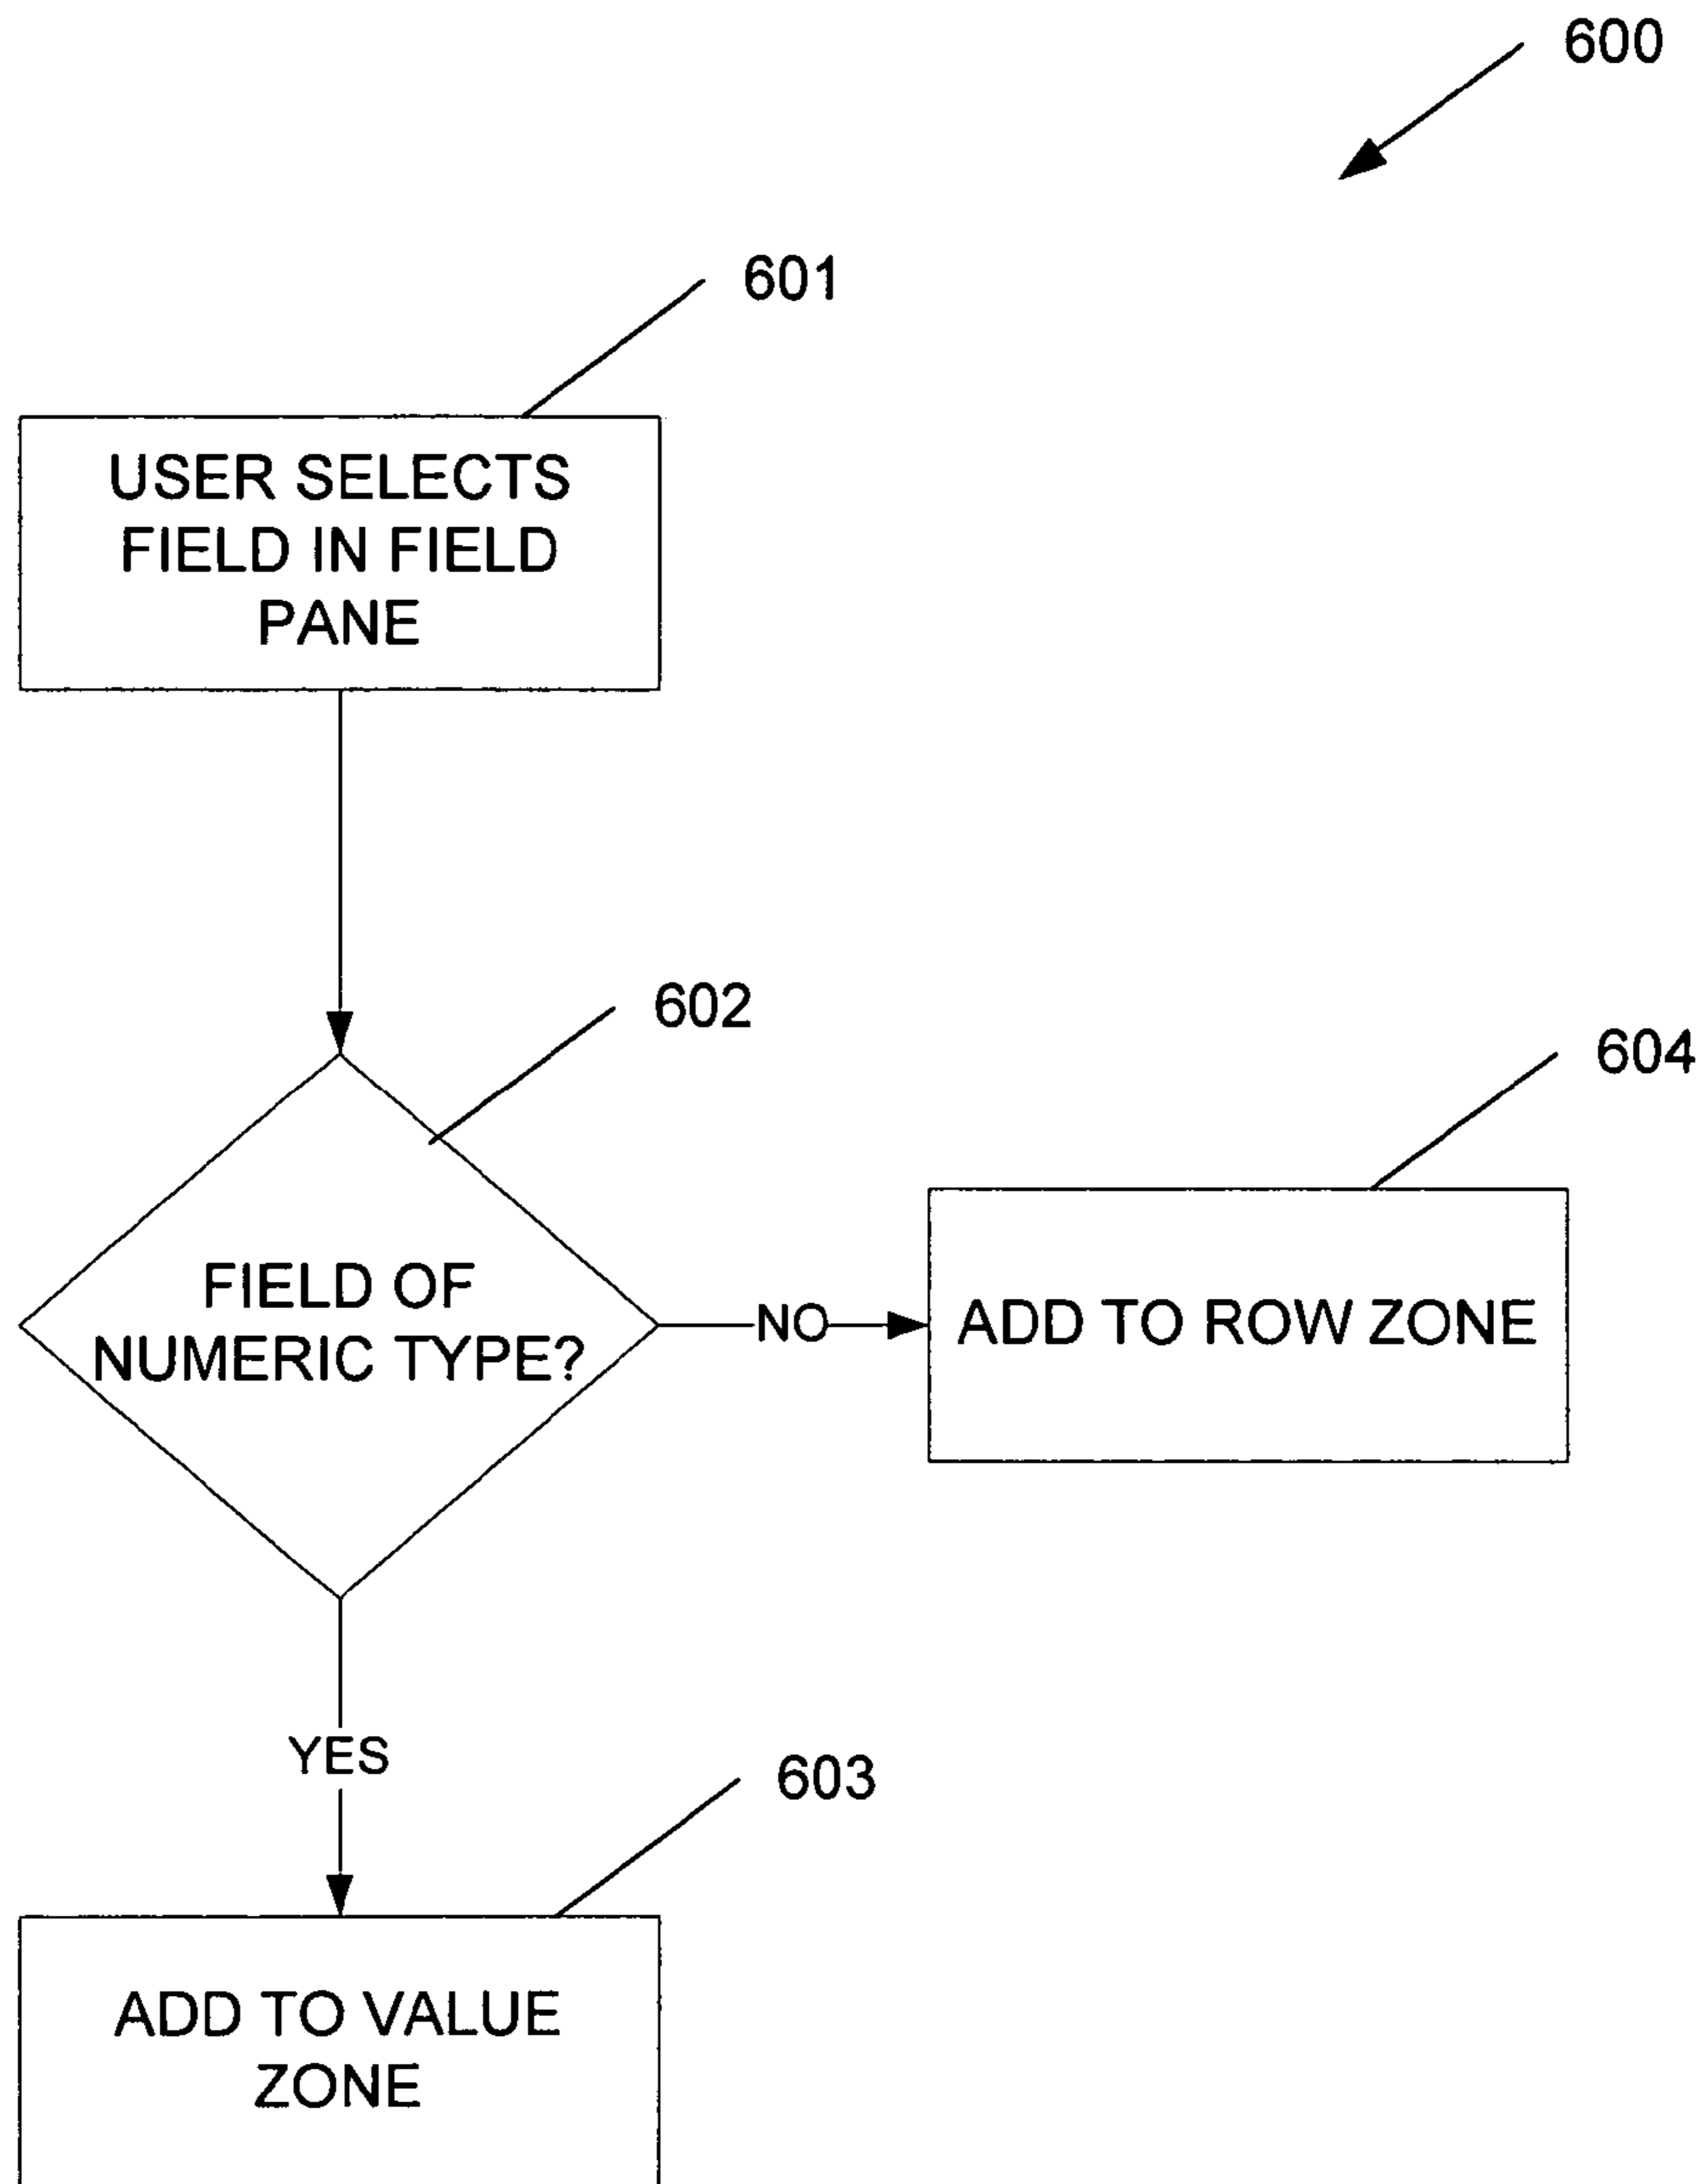 600
601
USER SELECTS
FIELD IN FIELD
PANE
602
604
FIELD OF
NUMERIC TYPE?
NO
ADD TO ROW ZONE
YES
603
ADD TO VALUE
ZONE